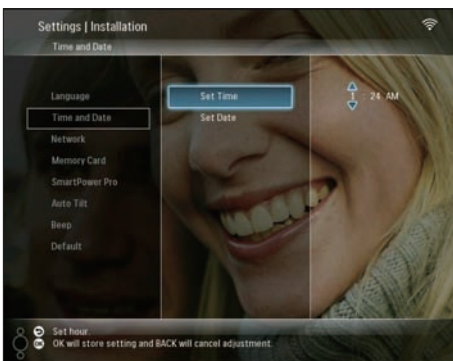 Settings | Installation
Time and Date
Language
Time and Date
Network
Memory Card
SmartPower Pro
Auto Tilt
Beep
Default
Set Time
Set Date
1 : 24 AM
Set hour.
OK will store setting and BACK will cancel adjustment.